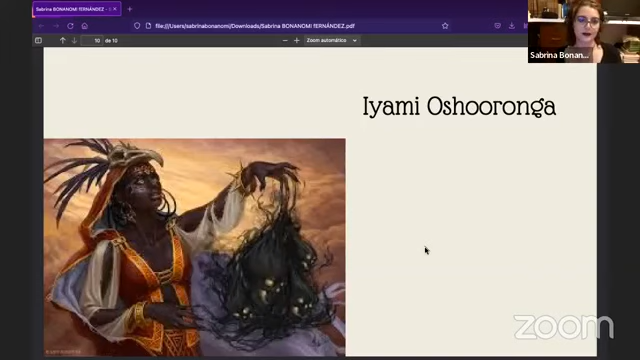 Sabrina BONANOMI FERNÁNDEZ -
file:///Users/sabrinabonanomi/Downloads/Sabrina BONANOMI FERNÁNDEZ.pdf
10 de 10
Zoom automático
Sabrina Bonan...
Iyami Oshooronga
zoom